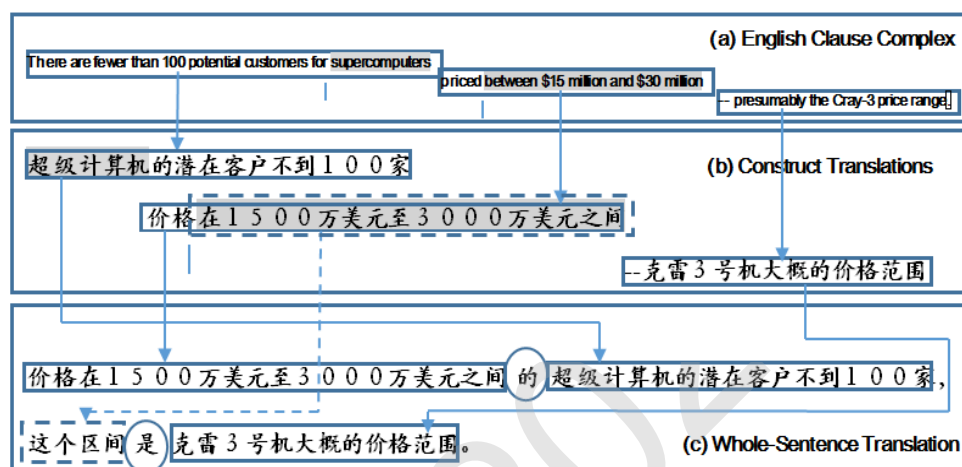 (a) English Clause Complex
There are fewer than 100 potential customers for supercomputers
priced between $15 million and $30 million
-- presumably the Cray-3 price range.
超级计算机的潜在客户不到100家
(b) Construct Translations
价格在1500万美元至3000万美元之间
--克雷3号机大概的价格范围
价格在1500万美元至3000万美元之间 的 超级计算机的潜在客户不到100家,
这个区间 是 克雷3号机大概的价格范围。
(c) Whole-Sentence Translation